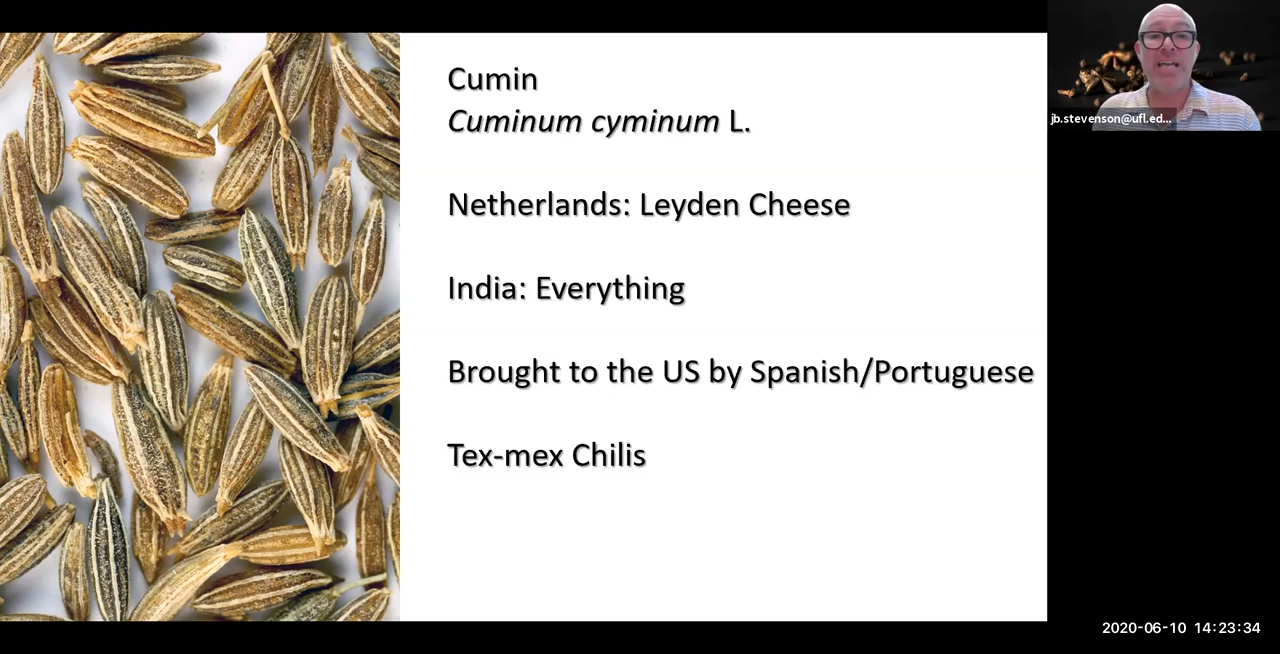 Cumin
Cuminum cyminum L.
Netherlands: Leyden Cheese
India: Everything
Brought to the US by Spanish/Portuguese
Tex-mex Chilis
jb.stevenson@ufl.ed...
2020-06-10 14:23:34